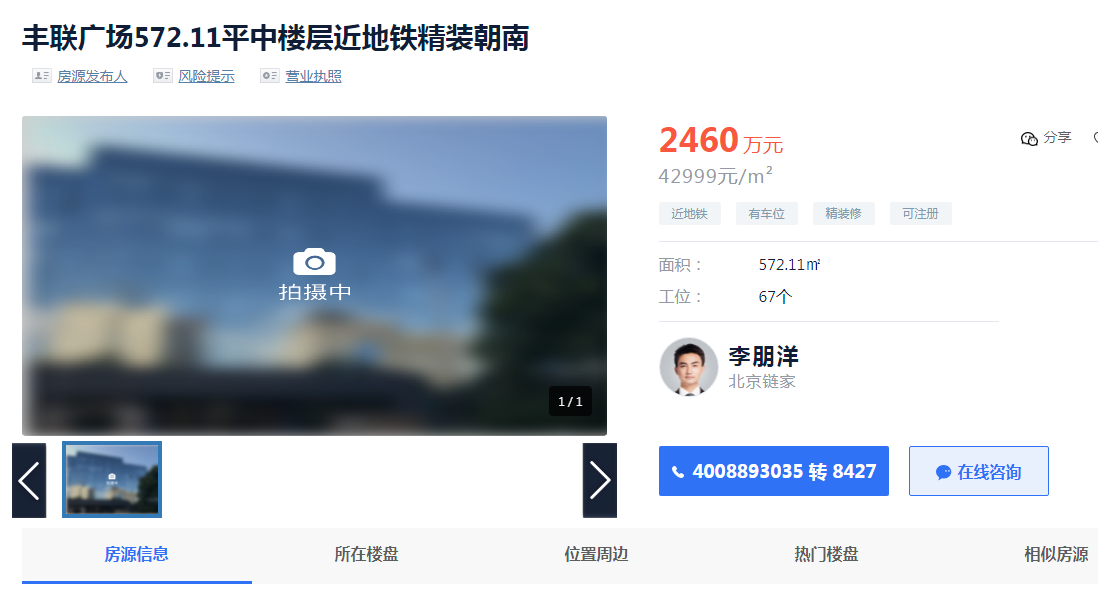 丰联广场572.11平中楼层近地铁精装朝南
房源发布人 风险提示 营业执照
2460万元
分享
42999元/m²
近地铁 有车位 精装修 可注册
面积： 572.11㎡
工位： 67个
拍摄中
李朋洋
北京链家
1/1
4008893035 转 8427
在线咨询
房源信息 所在楼盘 位置周边 热门楼盘 相似房源